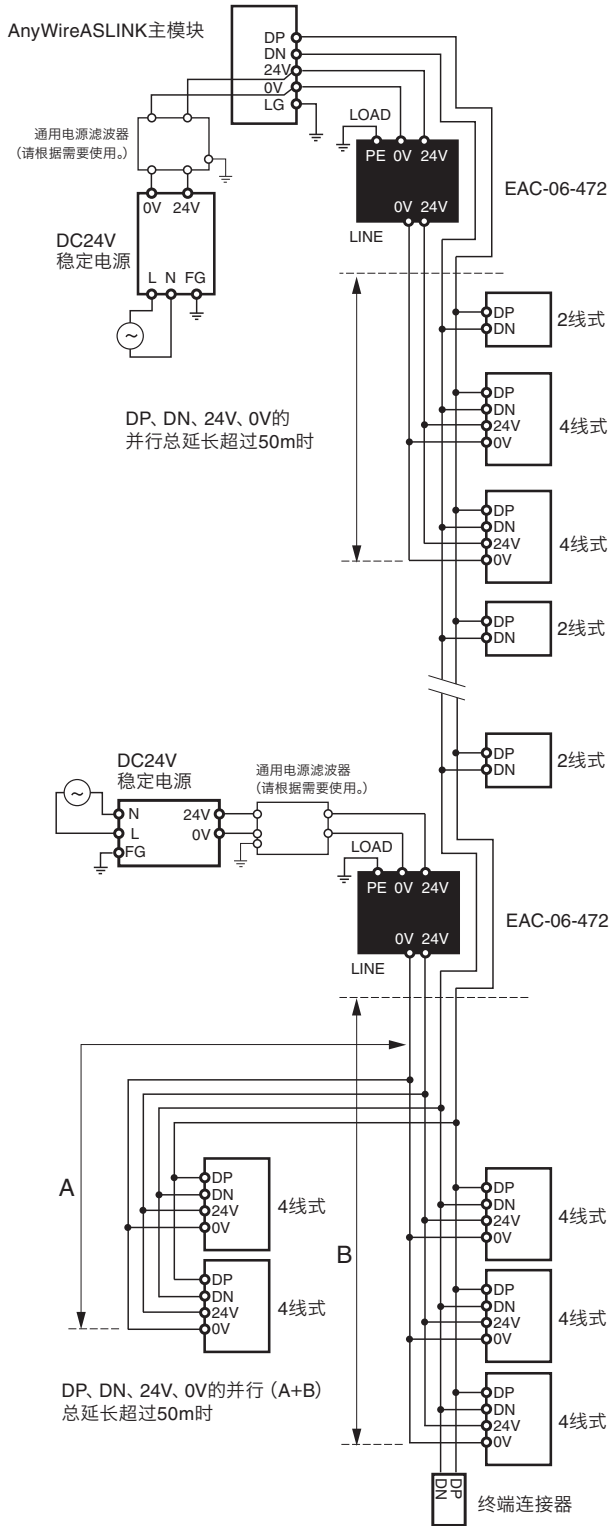 AnyWireASLINK主模块
DP
DN
24V
0V
LG
通用电源滤波器
（请根据需要使用。）
0V 24V
DC24V
稳定电源
L N FG
~
LOAD
PE 0V 24V
0V 24V
LINE
EAC-06-472
DP、DN、24V、0V的
并行总延长超过50m时
DP
DN
2线式
DP
DN
24V
0V
4线式
DP
DN
24V
0V
4线式
DP
DN
2线式
DP
DN
2线式
DC24V
稳定电源
~
N
L
FG
24V
0V
通用电源滤波器
（请根据需要使用。）
LOAD
PE 0V 24V
0V 24V
LINE
EAC-06-472
A
B
DP
DN
24V
0V
4线式
DP
DN
24V
0V
4线式
DP、DN、24V、0V的并行（A+B）
总延长超过50m时
DP
DN
24V
0V
4线式
DP
DN
24V
0V
4线式
DP
DN
24V
0V
4线式
DP
DN
终端连接器